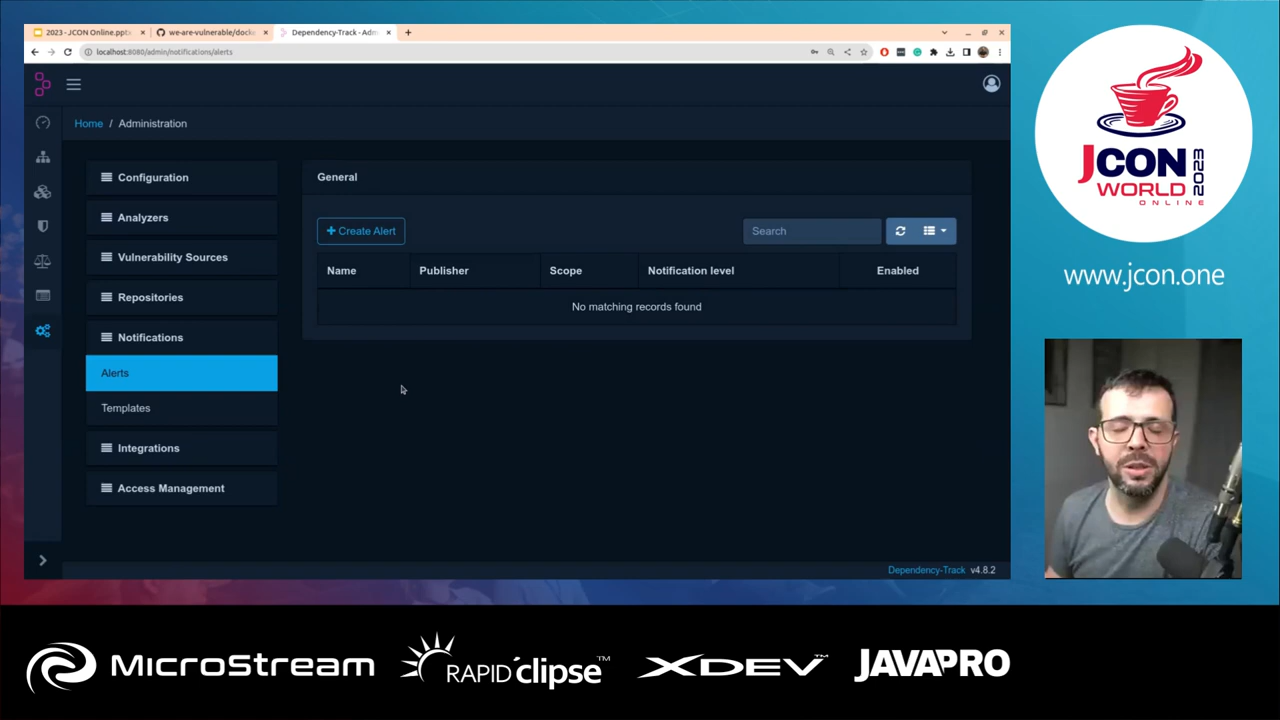 2023 - JCON Online.pptx
we-are-vulnerable/docke
Dependency-Track - Adm
localhost:8080/admin/notifications/alerts
Home / Administration
Configuration
Analyzers
Vulnerability Sources
Repositories
Notifications
Alerts
Templates
Integrations
Access Management
General
Create Alert
Search
Name Publisher Scope Notification level Enabled
No matching records found
Dependency-Track v4.8.2
JCON
WORLD
ONLINE
2023
www.jcon.one
MICROSTREAM
RAPID'clipse™
XDEV™
JAVAPRO